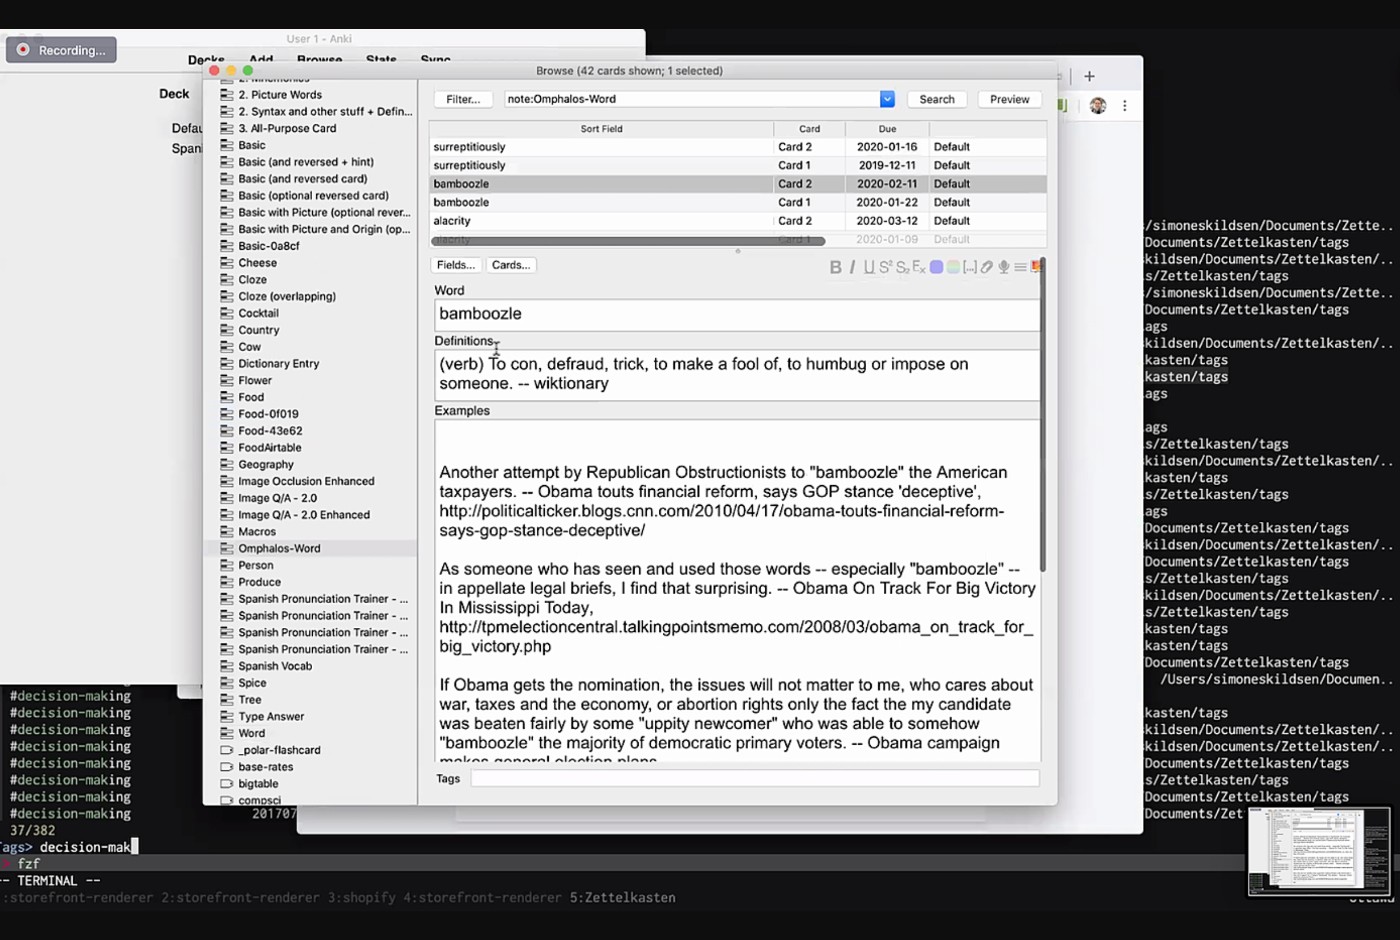 User 1 - Anki
Recording...
Decks Add Browse Stats Sync
Browse (42 cards shown; 1 selected)
Deck
Defau
Spani
2. Picture Words
2. Syntax and other stuff + Defin...
3. All-Purpose Card
Basic
Basic (and reversed + hint)
Basic (and reversed card)
Basic (optional reversed card)
Basic with Picture (optional rever...
Basic with Picture and Origin (op...
Basic-0a8cf
Cheese
Cloze
Cloze (overlapping)
Cocktail
Country
Cow
Dictionary Entry
Flower
Food
Food-0f019
Food-43e62
FoodAirtable
Geography
Image Occlusion Enhanced
Image Q/A - 2.0
Image Q/A - 2.0 Enhanced
Macros
Omphalos-Word
Person
Produce
Spanish Pronunciation Trainer - ...
Spanish Pronunciation Trainer - ...
Spanish Pronunciation Trainer - ...
Spanish Pronunciation Trainer - ...
Spanish Vocab
Spice
Tree
Type Answer
Word
_polar-flashcard
base-rates
bigtable
compsci
Filter... note:Omphalos-Word Search Preview
Sort Field Card Due
surreptitiously Card 2 2020-01-16 Default
surreptitiously Card 1 2019-12-11 Default
bamboozle Card 2 2020-02-11 Default
bamboozle Card 1 2020-01-22 Default
alacrity Card 2 2020-03-12 Default
alacrity Card 1 2020-01-09 Default
Fields... Cards...
Word
bamboozle
Definitions
(verb) To con, defraud, trick, to make a fool of, to humbug or impose on
someone. -- wiktionary
Examples
Another attempt by Republican Obstructionists to "bamboozle" the American
taxpayers. -- Obama touts financial reform, says GOP stance 'deceptive',
http://politicalticker.blogs.cnn.com/2010/04/17/obama-touts-financial-reform-
says-gop-stance-deceptive/
As someone who has seen and used those words -- especially "bamboozle" --
in appellate legal briefs, I find that surprising. -- Obama On Track For Big Victory
In Mississippi Today,
http://tpmelectioncentral.talkingpointsmemo.com/2008/03/obama_on_track_for_
big_victory.php
If Obama gets the nomination, the issues will not matter to me, who cares about
war, taxes and the economy, or abortion rights only the fact the my candidate
was beaten fairly by some "uppity newcomer" who was able to somehow
"bamboozle" the majority of democratic primary voters. -- Obama campaign
makes general election plans
Tags
/simoneskildsen/Documents/Zette..
Documents/Zettelkasten/tags
kildsen/Documents/Zettelkasten/..
s/Zettelkasten/tags
/simoneskildsen/Documents/Zette..
Documents/Zettelkasten/tags
ags
s/Zettelkasten/tags
kasten/tags
kasten/tags
ags
ags
s/Zettelkasten/tags
skildsen/Documents/Zettelkasten/..
s/Zettelkasten/tags
s/Zettelkasten/tags
ags
Documents/Zettelkasten/tags
kildsen/Documents/Zettelkasten/..
skildsen/Documents/Zettelkasten/..
Documents/Zettelkasten/tags
skildsen/Documents/Zettelkasten/..
s/Zettelkasten/tags
kasten/tags
kasten/tags
Documents/Zettelkasten/tags
/Users/simoneskildsen/Documen..
kasten/tags
skildsen/Documents/Zettelkasten/..
skildsen/Documents/Zettelkasten/..
s/Zettelkasten/tags
Documents/Zettelkasten/tags
Documents/Zet
#decision-making
#decision-making
#decision-making
#decision-making
#decision-making
#decision-making
#decision-making
#decision-making 201707
37/382
Tags> decision-mak
fzf
-- TERMINAL --
:storefront-renderer 2:storefront-renderer 3:shopify 4:storefront-renderer 5:Zettelkasten